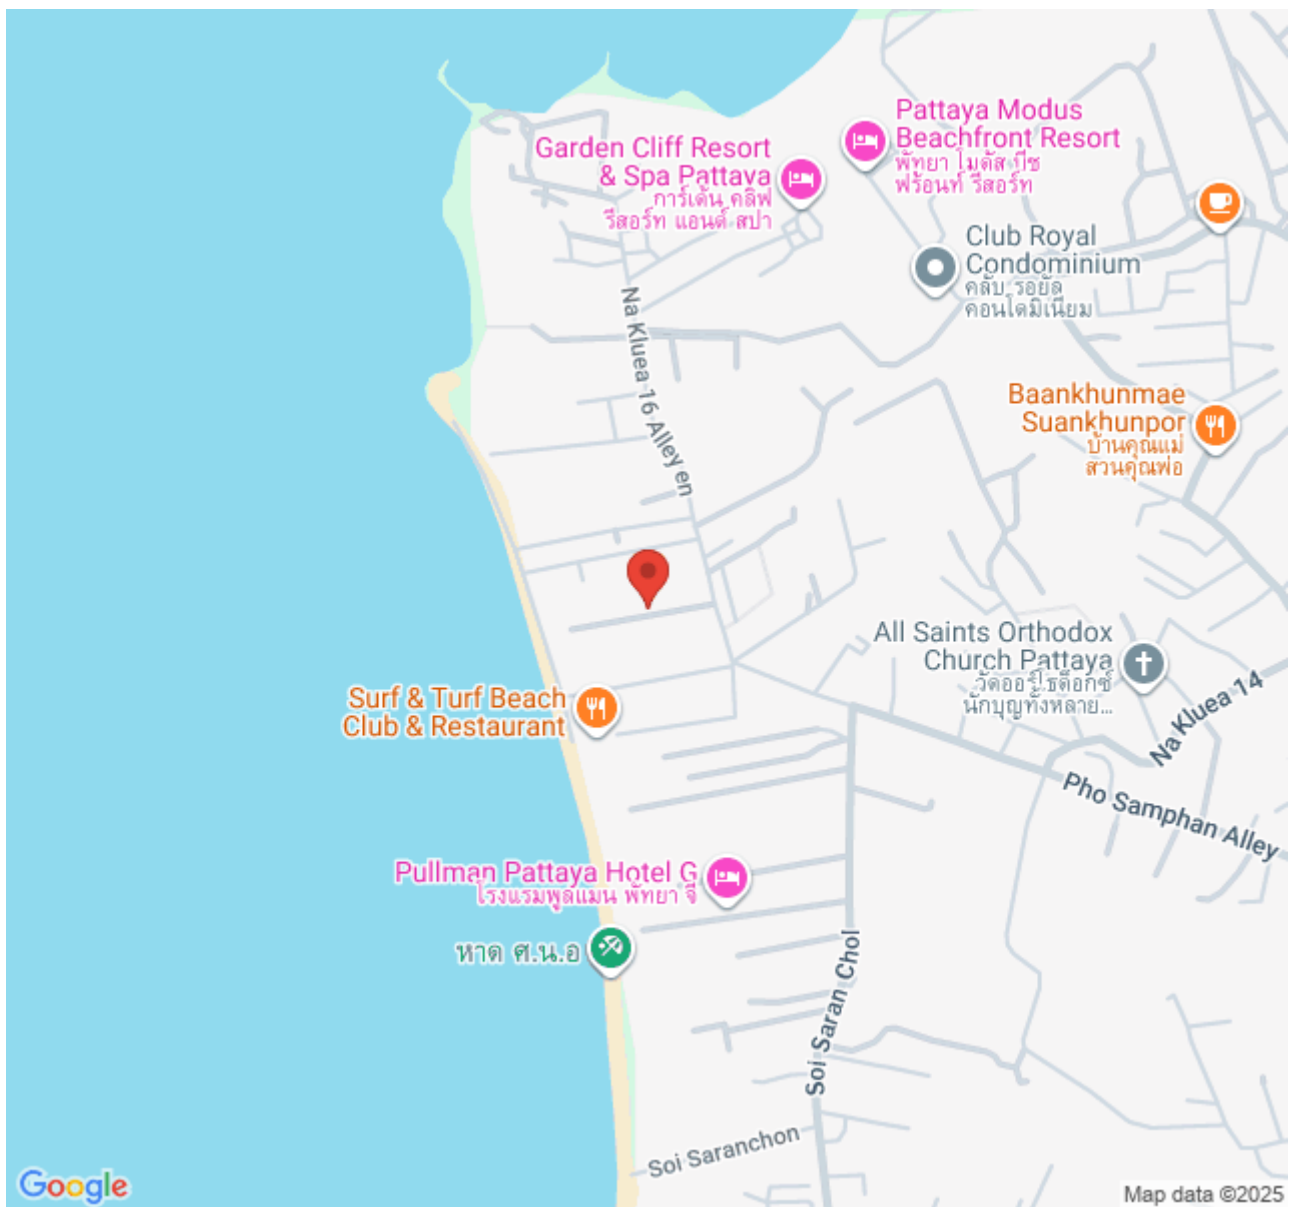 Pattaya Modus
Beachfront Resort
พัทยา โมดัส บีช
ฟร้อนท์ รีสอร์ท
Garden Cliff Resort
& Spa Pattaya
การ์เด้น คลิฟ
รีสอร์ท แอนด์ สปา
Club Royal
Condominium
คลับ รอยัล
คอนโดมิเนียม
Na Kluea 16 Alley en
Baankhunmae
Suankhunpor
บ้านคุณแม่
สวนคุณพ่อ
All Saints Orthodox
Church Pattaya
วัดออร์โธด็อกซ์
นักบุญทั้งหลาย...
Na Kluea 14
Surf & Turf Beach
Club & Restaurant
Pho Samphan Alley
Pullman Pattaya Hotel G
โรงแรมพูลแมน พัทยา จี
หาด ศ.น.อ
Soi Saran Chol
Soi Saranchon
Google
Map data ©2025